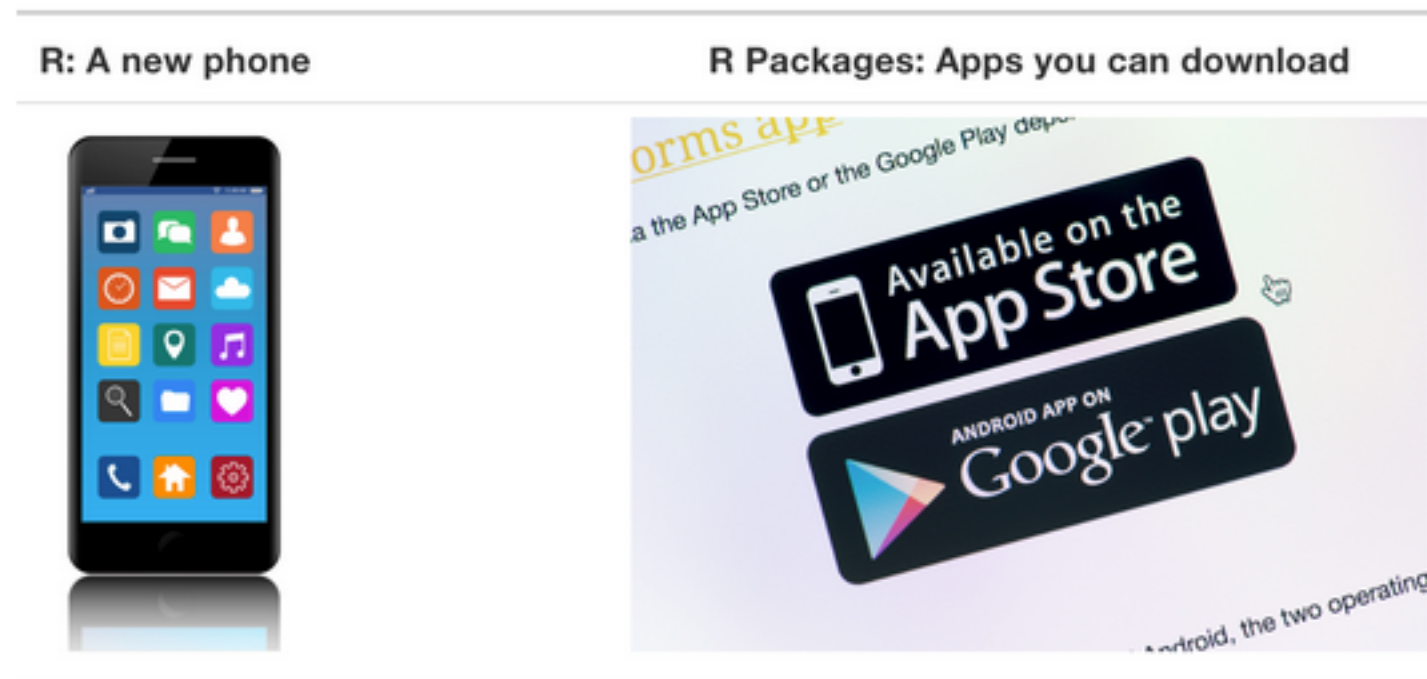 R: A new phone
R Packages: Apps you can download
orms app
a the App Store or the Google Play
Available on the
App Store
ANDROID APP ON
Google play
Android, the two operating